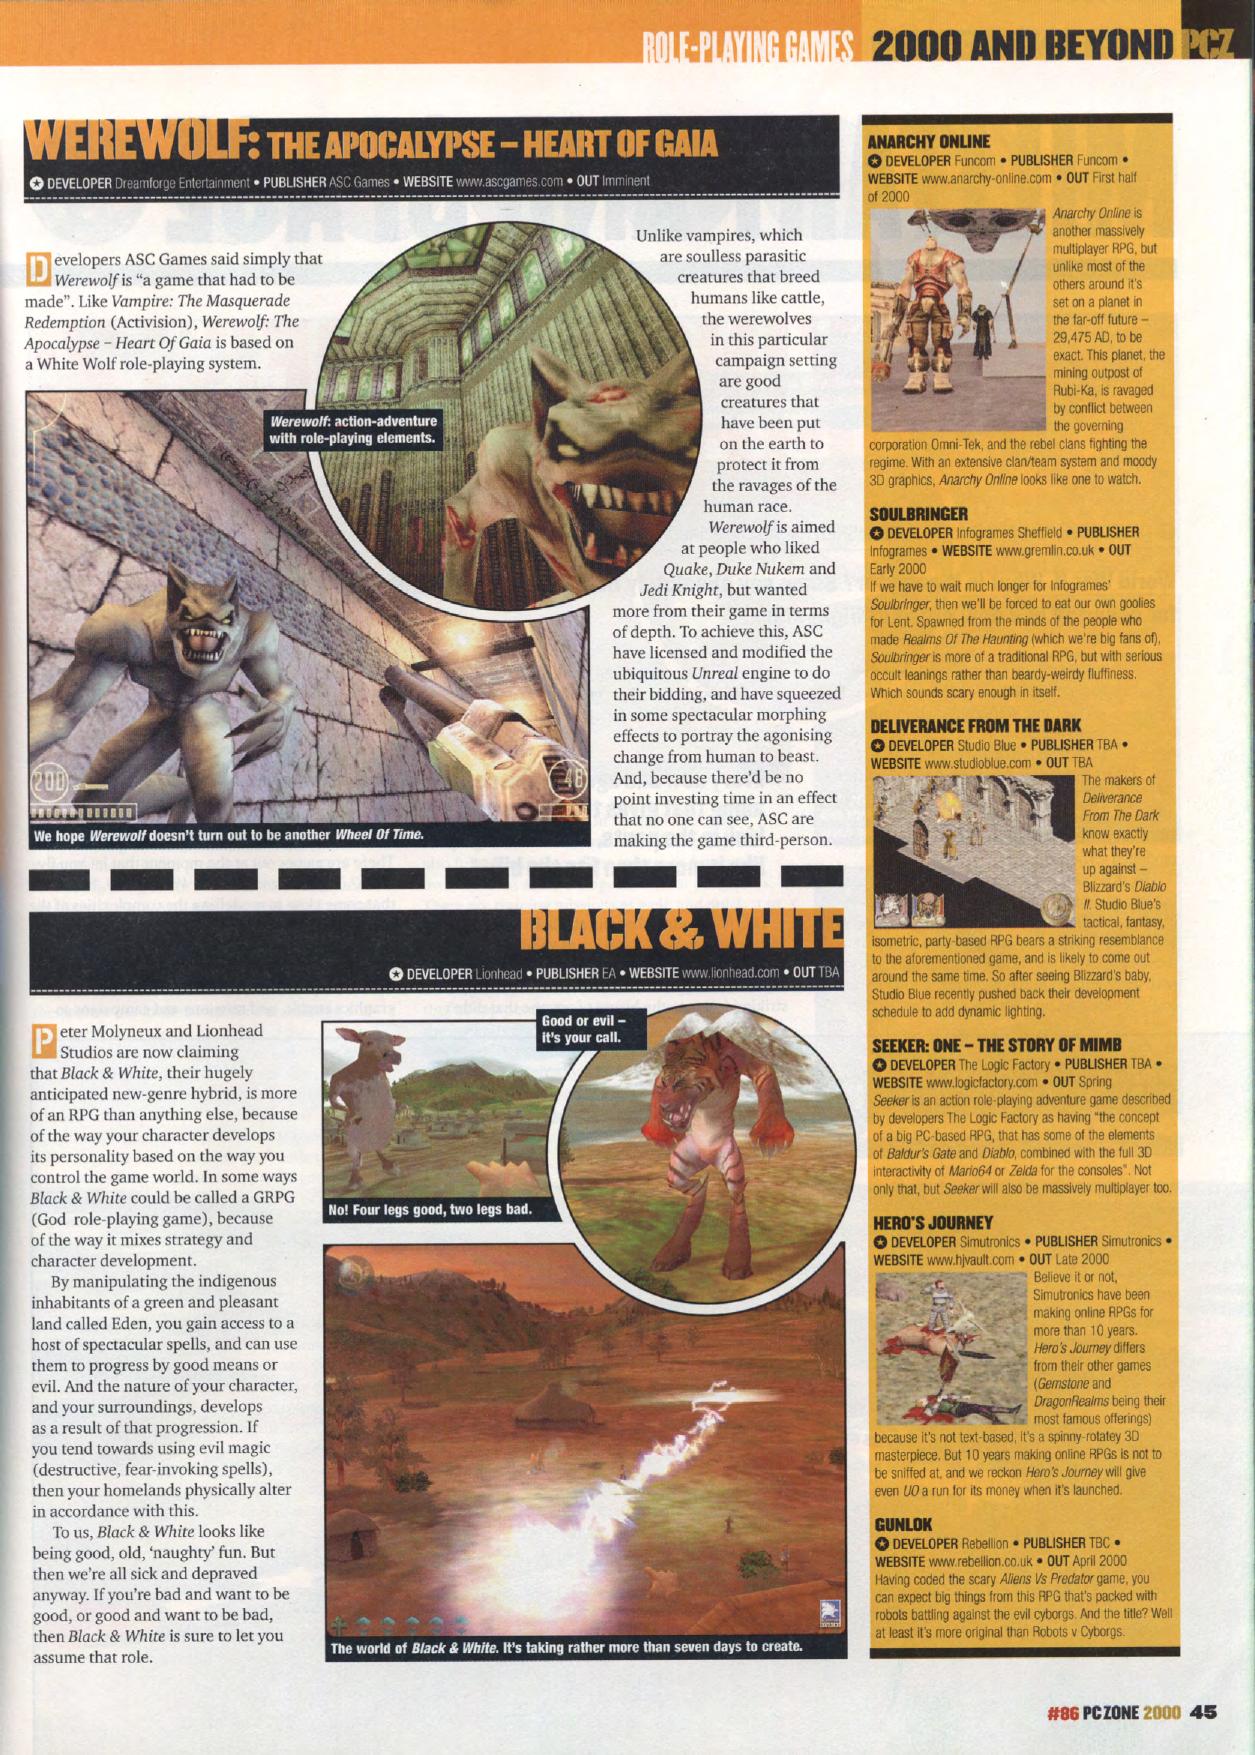 ROLE-PLAYING GAMES 2000 AND BEYOND PCZ
WEREWOLF: THE APOCALYPSE – HEART OF GAIA
✪ DEVELOPER Dreamforge Entertainment • PUBLISHER ASC Games • WEBSITE www.ascgames.com • OUT Imminent
Developers ASC Games said simply that
Werewolf is “a game that had to be
made”. Like Vampire: The Masquerade
Redemption (Activision), Werewolf: The
Apocalypse – Heart Of Gaia is based on
a White Wolf role-playing system.
Werewolf: action-adventure
with role-playing elements.
200
48
We hope Werewolf doesn’t turn out to be another Wheel Of Time.
Unlike vampires, which
are soulless parasitic
creatures that breed
humans like cattle,
the werewolves
in this particular
campaign setting
are good
creatures that
have been put
on the earth to
protect it from
the ravages of the
human race.
Werewolf is aimed
at people who liked
Quake, Duke Nukem and
Jedi Knight, but wanted
more from their game in terms
of depth. To achieve this, ASC
have licensed and modified the
ubiquitous Unreal engine to do
their bidding, and have squeezed
in some spectacular morphing
effects to portray the agonising
change from human to beast.
And, because there’d be no
point investing time in an effect
that no one can see, ASC are
making the game third-person.
BLACK & WHITE
✪ DEVELOPER Lionhead • PUBLISHER EA • WEBSITE www.lionhead.com • OUT TBA
Peter Molyneux and Lionhead
Studios are now claiming
that Black & White, their hugely
anticipated new-genre hybrid, is more
of an RPG than anything else, because
of the way your character develops
its personality based on the way you
control the game world. In some ways
Black & White could be called a GRPG
(God role-playing game), because
of the way it mixes strategy and
character development.
By manipulating the indigenous
inhabitants of a green and pleasant
land called Eden, you gain access to a
host of spectacular spells, and can use
them to progress by good means or
evil. And the nature of your character,
and your surroundings, develops
as a result of that progression. If
you tend towards using evil magic
(destructive, fear-invoking spells),
then your homelands physically alter
in accordance with this.
To us, Black & White looks like
being good, old, ‘naughty’ fun. But
then we’re all sick and depraved
anyway. If you’re bad and want to be
good, or good and want to be bad,
then Black & White is sure to let you
assume that role.
Good or evil –
it’s your call.
No! Four legs good, two legs bad.
The world of Black & White. It’s taking rather more than seven days to create.
ANARCHY ONLINE
✪ DEVELOPER Funcom • PUBLISHER Funcom •
WEBSITE www.anarchy-online.com • OUT First half
of 2000
Anarchy Online is
another massively
multiplayer RPG, but
unlike most of the
others around it’s
set on a planet in
the far-off future –
29,475 AD, to be
exact. This planet, the
mining outpost of
Rubi-Ka, is ravaged
by conflict between
the governing
corporation Omni-Tek, and the rebel clans fighting the
regime. With an extensive clan/team system and moody
3D graphics, Anarchy Online looks like one to watch.
SOULBRINGER
✪ DEVELOPER Infogrames Sheffield • PUBLISHER
Infogrames • WEBSITE www.gremlin.co.uk • OUT
Early 2000
If we have to wait much longer for Infogrames’
Soulbringer, then we’ll be forced to eat our own goolies
for Lent. Spawned from the minds of the people who
made Realms Of The Haunting (which we’re big fans of),
Soulbringer is more of a traditional RPG, but with serious
occult leanings rather than beardy-weirdy fluffiness.
Which sounds scary enough in itself.
DELIVERANCE FROM THE DARK
✪ DEVELOPER Studio Blue • PUBLISHER TBA •
WEBSITE www.studioblue.com • OUT TBA
The makers of
Deliverance
From The Dark
know exactly
what they’re
up against –
Blizzard’s Diablo
II. Studio Blue’s
tactical, fantasy,
isometric, party-based RPG bears a striking resemblance
to the aforementioned game, and is likely to come out
around the same time. So after seeing Blizzard’s baby,
Studio Blue recently pushed back their development
schedule to add dynamic lighting.
SEEKER: ONE – THE STORY OF MIMB
✪ DEVELOPER The Logic Factory • PUBLISHER TBA •
WEBSITE www.logicfactory.com • OUT Spring
Seeker is an action role-playing adventure game described
by developers The Logic Factory as having “the concept
of a big PC-based RPG, that has some of the elements
of Baldur’s Gate and Diablo, combined with the full 3D
interactivity of Mario64 or Zelda for the consoles”. Not
only that, but Seeker will also be massively multiplayer too.
HERO’S JOURNEY
✪ DEVELOPER Simutronics • PUBLISHER Simutronics •
WEBSITE www.hjvault.com • OUT Late 2000
Believe it or not,
Simutronics have been
making online RPGs for
more than 10 years.
Hero’s Journey differs
from their other games
(Gemstone and
DragonRealms being their
most famous offerings)
because it’s not text-based, it’s a spinny-rotatey 3D
masterpiece. But 10 years making online RPGs is not to
be sniffed at, and we reckon Hero’s Journey will give
even UO a run for its money when it’s launched.
GUNLOK
✪ DEVELOPER Rebellion • PUBLISHER TBC •
WEBSITE www.rebellion.co.uk • OUT April 2000
Having coded the scary Aliens Vs Predator game, you
can expect big things from this RPG that’s packed with
robots battling against the evil cyborgs. And the title? Well
at least it’s more original than Robots v Cyborgs.
#86 PC ZONE 2000 45